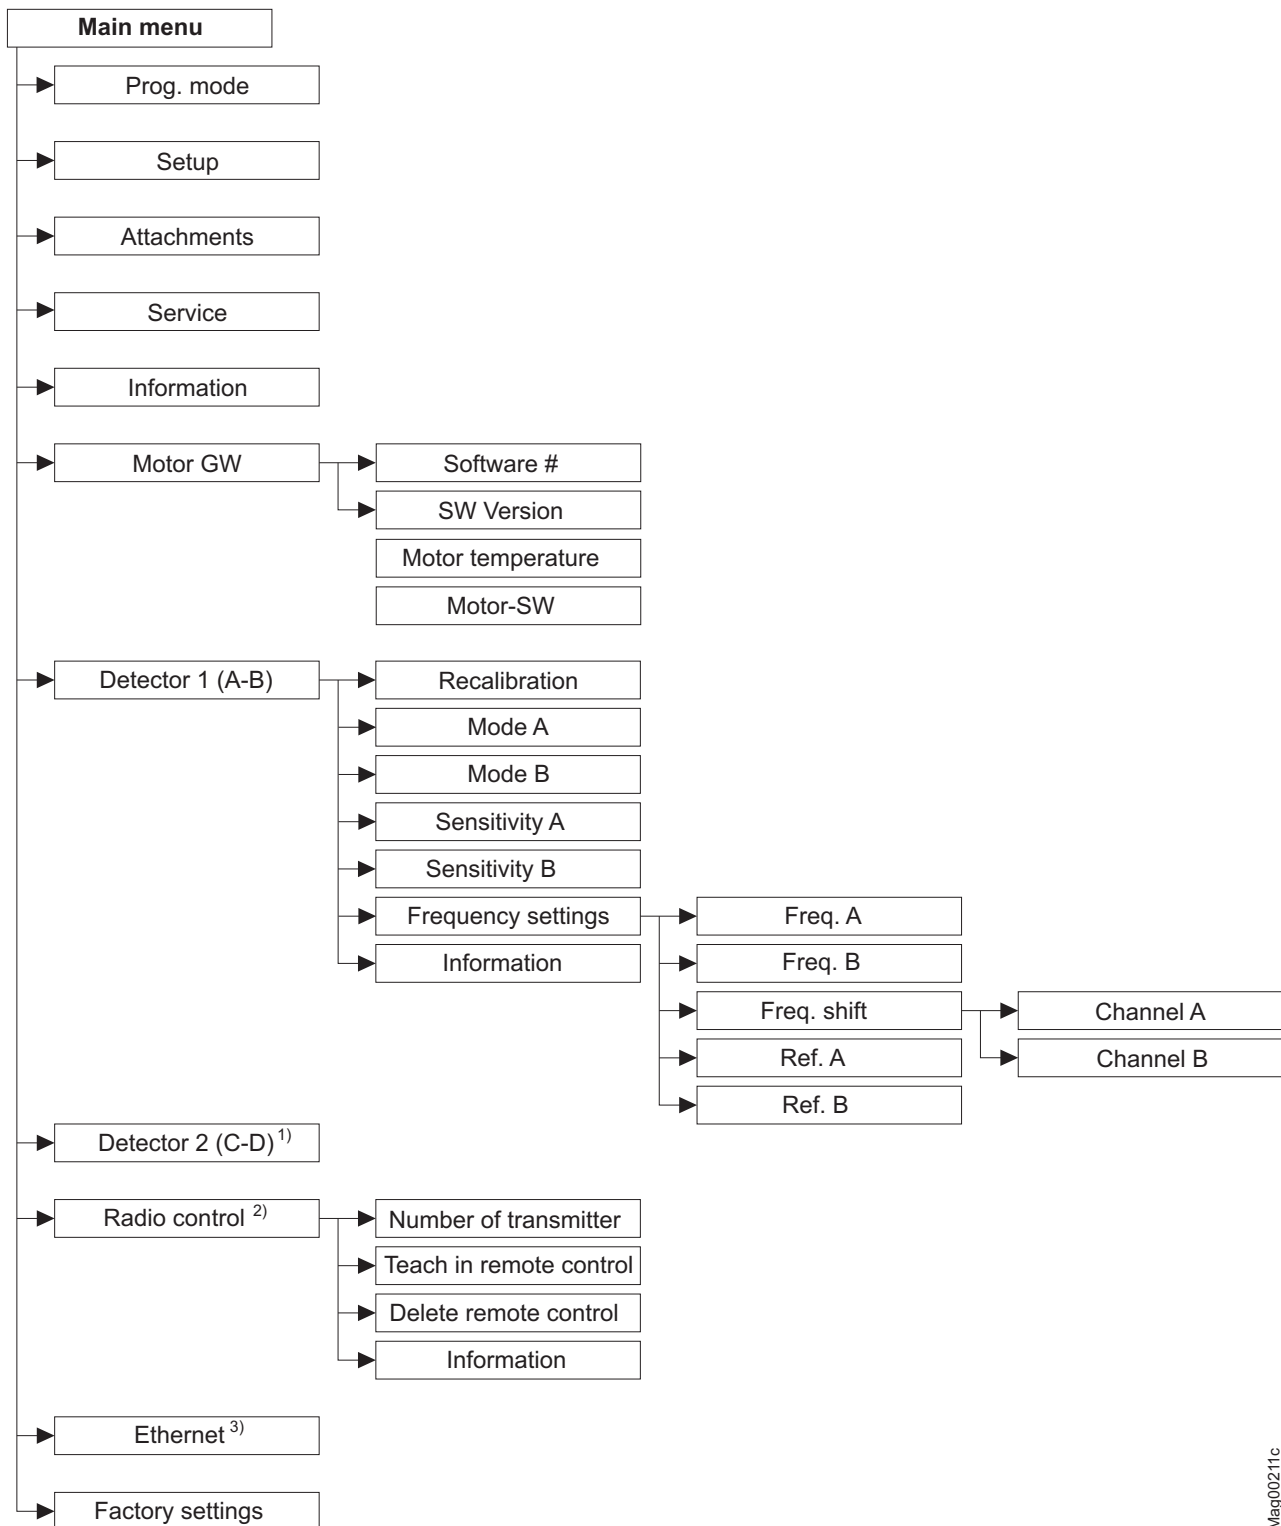 Main menu
Prog. mode
Setup
Attachments
Service
Information
Motor GW
Software #
SW Version
Motor temperature
Motor-SW
Detector 1 (A-B)
Recalibration
Mode A
Mode B
Sensitivity A
Sensitivity B
Frequency settings
Freq. A
Information
Freq. B
Freq. shift
Channel A
Ref. A
Channel B
Ref. B
Detector 2 (C-D) 1)
Radio control 2)
Number of transmitter
Teach in remote control
Delete remote control
Information
Ethernet 3)
Factory settings
Mag00211c